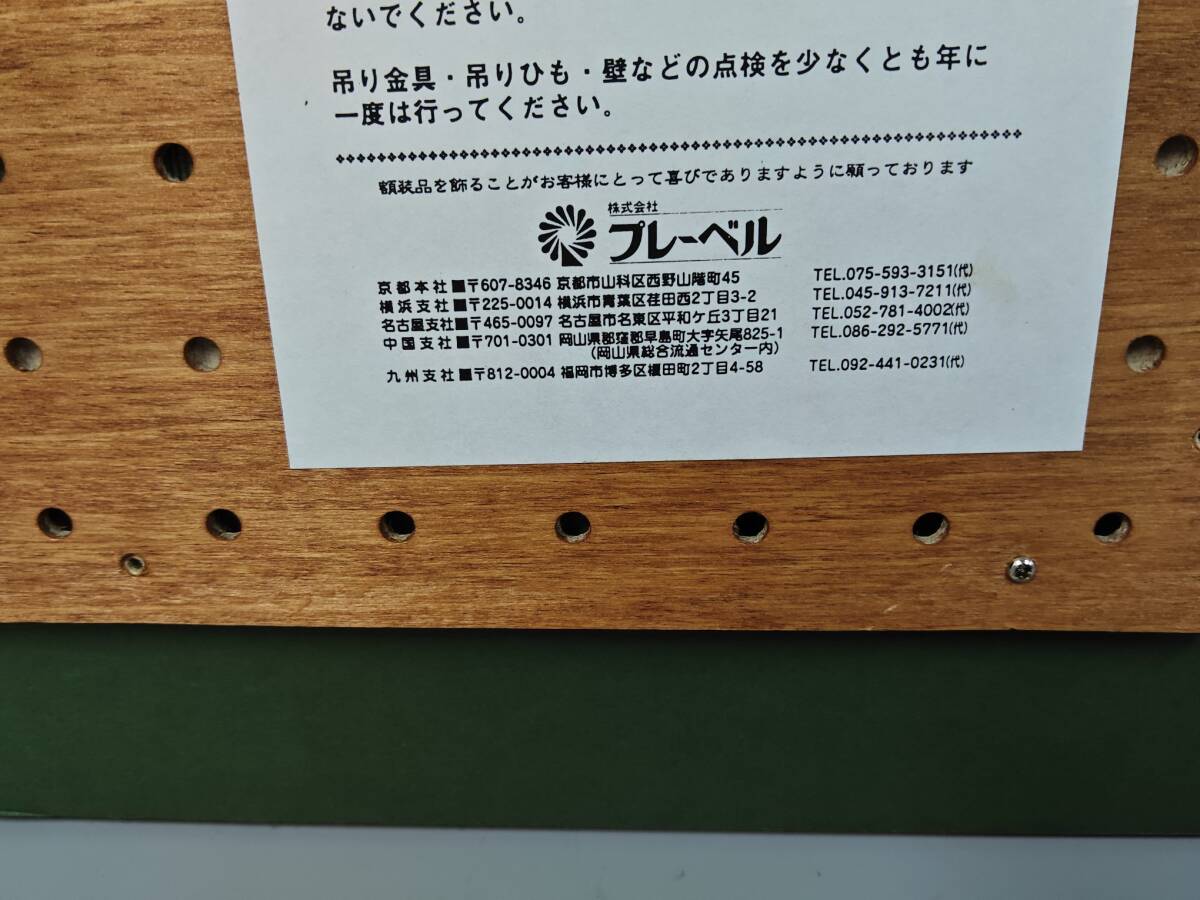 ないでください。
吊り金具・吊りひも・壁などの点検を少なくとも年に
一度は行ってください。
額装品を飾ることがお客様にとって喜びでありますように願っております
株式会社
プレーベル
京都本社■〒607-8346 京都市山科区西野山階町45 TEL.075-593-3151(代)
横浜支社■〒225-0014 横浜市青葉区荏田西2丁目3-2 TEL.045-913-7211(代)
名古屋支社■〒465-0097 名古屋市名東区平和ケ丘3丁目21 TEL.052-781-4002(代)
中国支社■〒701-0301 岡山県都窪郡早島町大字矢尾825-1 TEL.086-292-5771(代)
(岡山県総合流通センター内)
九州支社■〒812-0004 福岡市博多区榎田町2丁目4-58 TEL.092-441-0231(代)